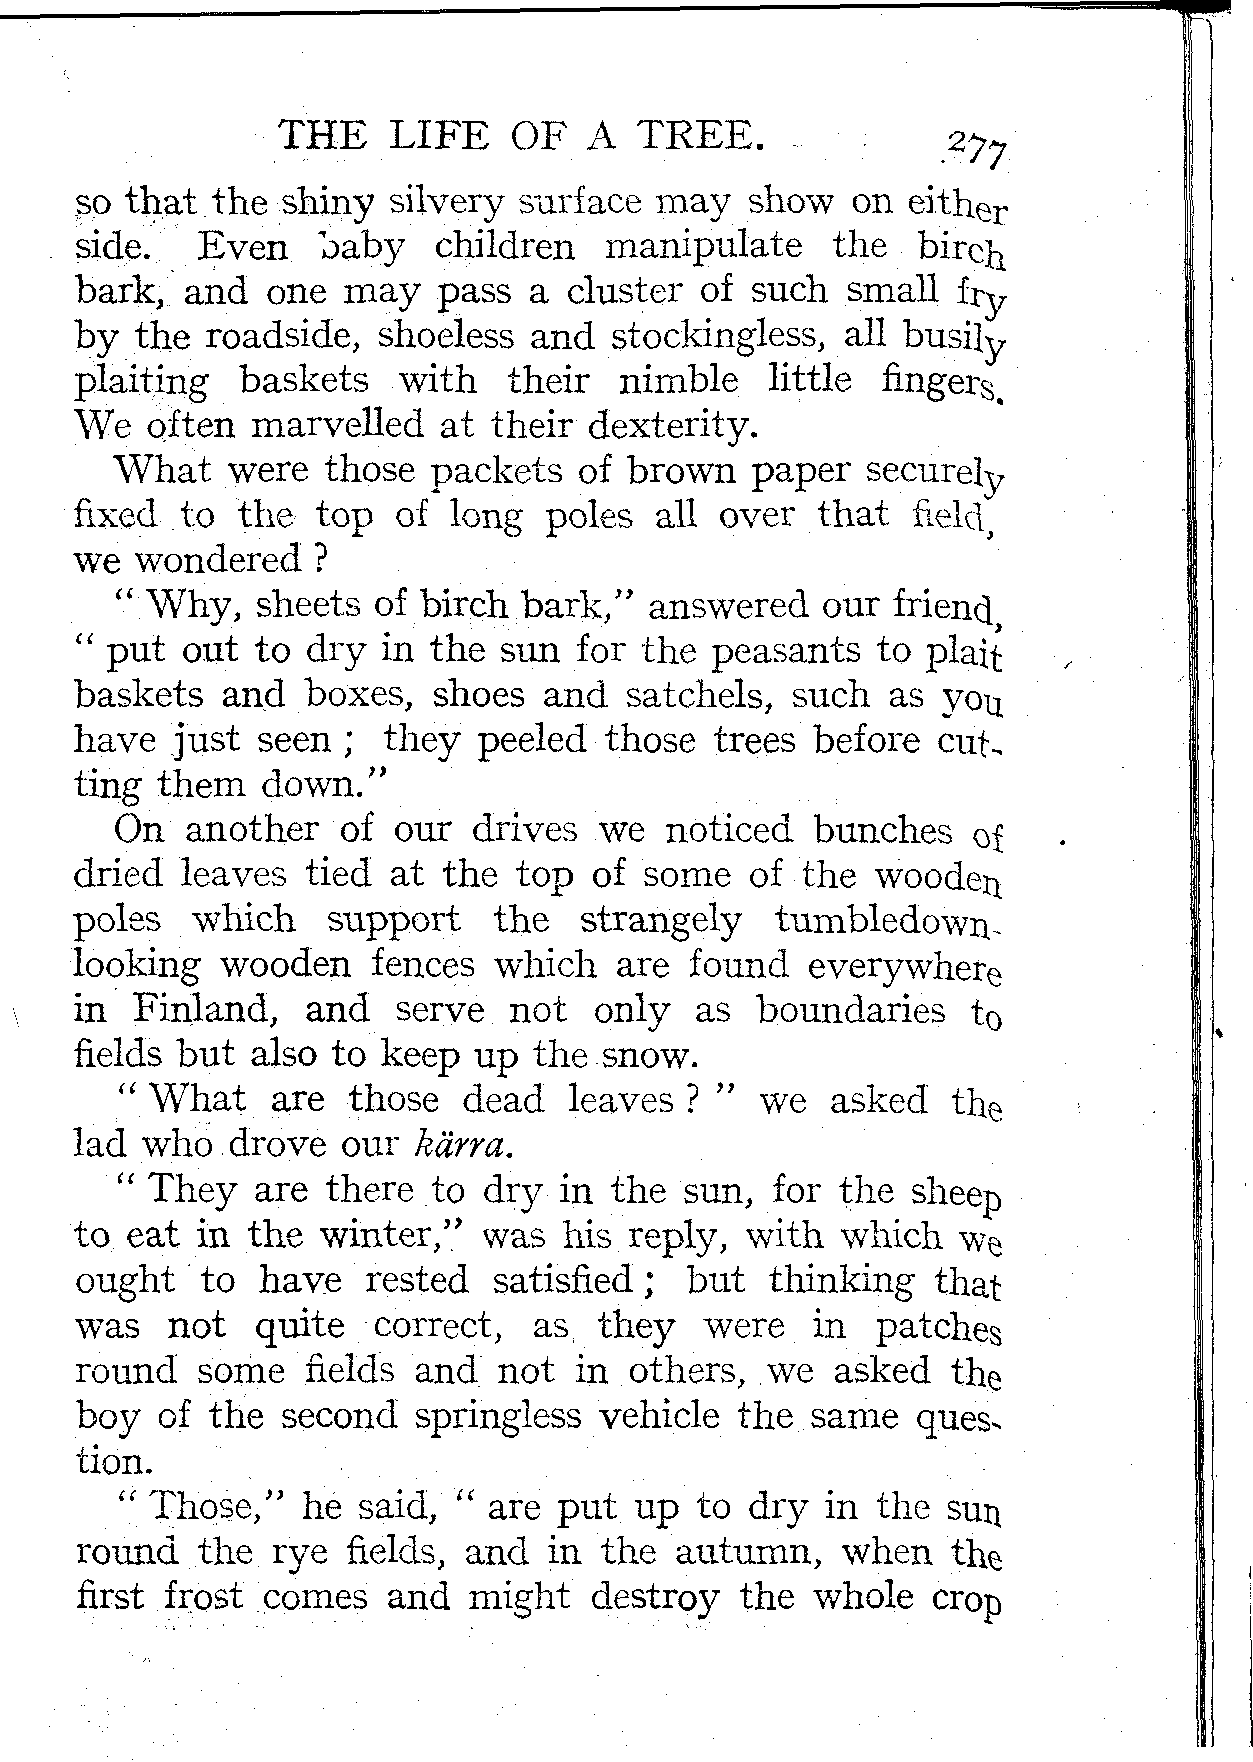 THE LIFE OF A TREE. 277
so that the shiny silvery surface may show on either
side. Even baby children manipulate the birch
bark, and one may pass a cluster of such small fry
by the roadside, shoeless and stockingless, all busily
plaiting baskets with their nimble little fingers.
We often marvelled at their dexterity.
What were those packets of brown paper securely
fixed to the top of long poles all over that field,
we wondered ?
“ Why, sheets of birch bark,” answered our friend,
“ put out to dry in the sun for the peasants to plait
baskets and boxes, shoes and satchels, such as you
have just seen ; they peeled those trees before cut-
ting them down.”
On another of our drives we noticed bunches of
dried leaves tied at the top of some of the wooden
poles which support the strangely tumbledown-
looking wooden fences which are found everywhere
in Finland, and serve not only as boundaries to
fields but also to keep up the snow.
“ What are those dead leaves ? ” we asked the
lad who drove our kärra.
“ They are there to dry in the sun, for the sheep
to eat in the winter,” was his reply, with which we
ought to have rested satisfied ; but thinking that
was not quite correct, as they were in patches
round some fields and not in others, we asked the
boy of the second springless vehicle the same ques-
tion.
“ Those,” he said, “ are put up to dry in the sun
round the rye fields, and in the autumn, when the
first frost comes and might destroy the whole crop